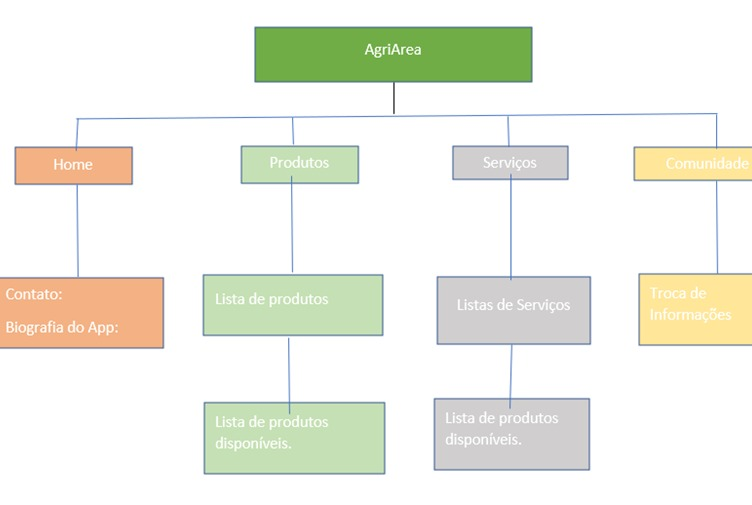 AgriArea
Home
Produtos
Serviços
Comunidade
Contato:
Biografia do App:
Lista de produtos
Listas de Serviços
Troca de
Informações
Lista de produtos
disponíveis.
Lista de produtos
disponíveis.